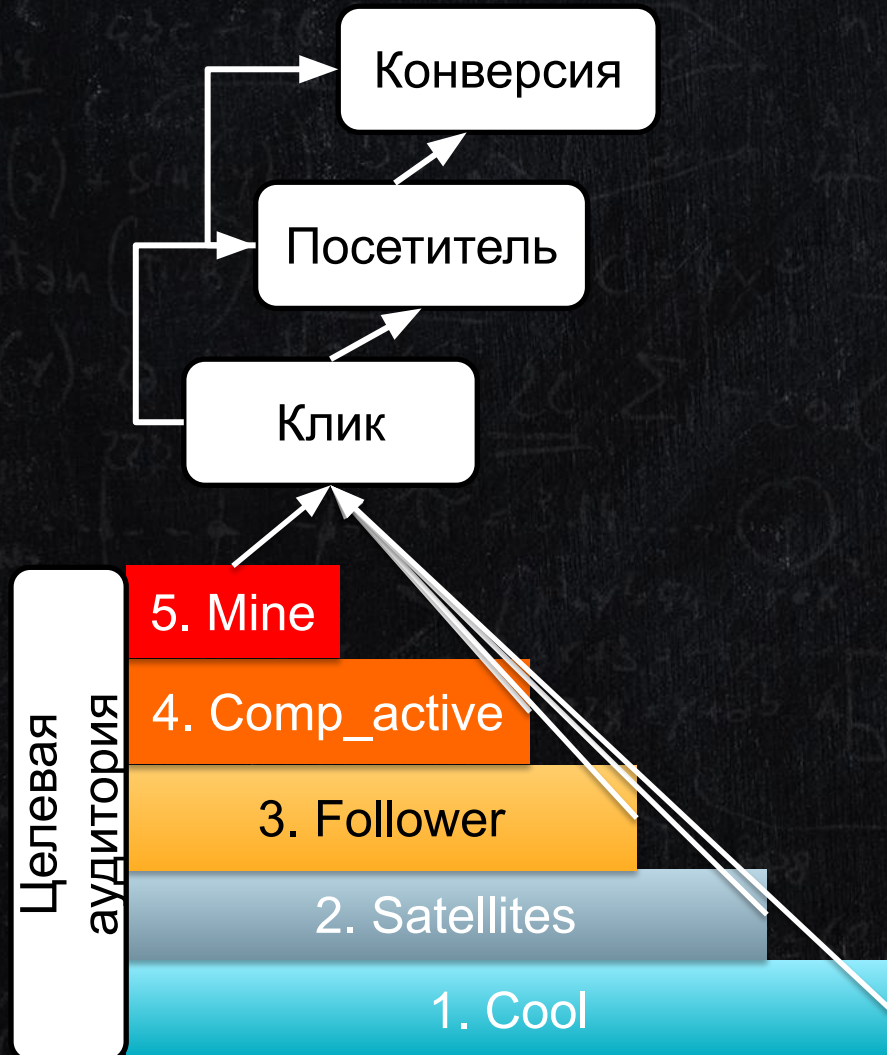 Конверсия
Посетитель
Клик
Целевая
аудитория
5. Mine
4. Comp_active
3. Follower
2. Satellites
1. Cool